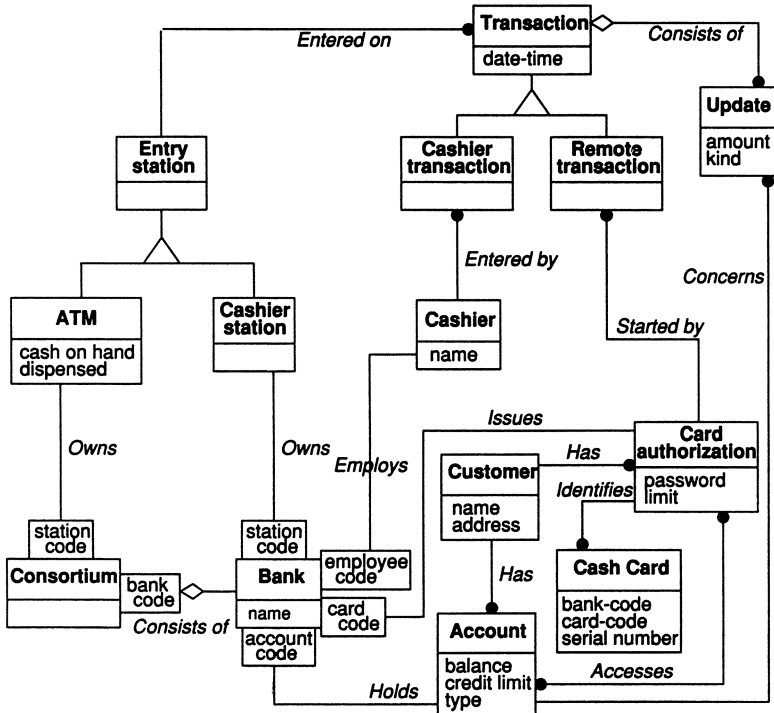 Transaction
date-time
Entered on
Consists of
Update
amount
kind
Entry
station
Cashier
transaction
Remote
transaction
Entered by
Concerns
ATM
cash on hand
dispensed
Cashier
station
Cashier
name
Started by
Owns
Owns
Employs
Issues
Has
Identifies
Customer
name
address
Card
authorization
password
limit
station
code
station
code
employee
code
Consortium
bank
code
Consists of
Bank
name
card
code
account
code
Has
Cash Card
bank-code
card-code
serial number
Account
balance
credit limit
type
Holds
Accesses